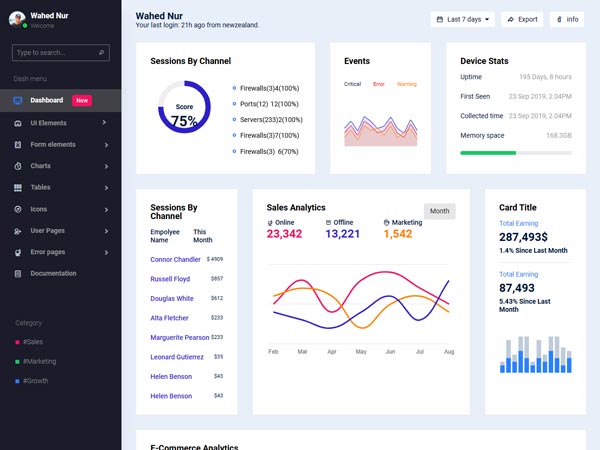 Wahed Nur
Welcome
Type to search...
Dash menu
Dashboard New
UI Elements
Form elements
Charts
Tables
Icons
User Pages
Error pages
Documentation
Category
#Sales
#Marketing
#Growth
Wahed Nur
Your last login: 21h ago from newzealand.
Last 7 days
Export
info
Sessions By Channel
Score
75%
Firewalls(3)4(100%)
Ports(12) 12(100%)
Servers(233)2(100%)
Firewalls(3)7(100%)
Firewalls(3) 6(70%)
Events
Critical Error Warning
Device Stats
Uptime 195 Days, 8 hours
First Seen 23 Sep 2019, 2.04PM
Collected time 23 Sep 2019, 2.04PM
Memory space 168.3GB
Sessions By
Channel
Empolyee
Name
This
Month
Connor Chandler $ 4909
Russell Floyd $857
Douglas White $612
Alta Fletcher $233
Marguerite Pearson $233
Leonard Gutierrez $35
Helen Benson $43
Helen Benson $43
Sales Analytics
Month
Online
23,342
Offline
13,221
Marketing
1,542
Feb Mar Apr May Jun Jul Aug
Card Title
Total Earning
287,493$
1.4% Since Last Month
Total Earning
87,493
5.43% Since Last
Month
E-Commerce Analytics